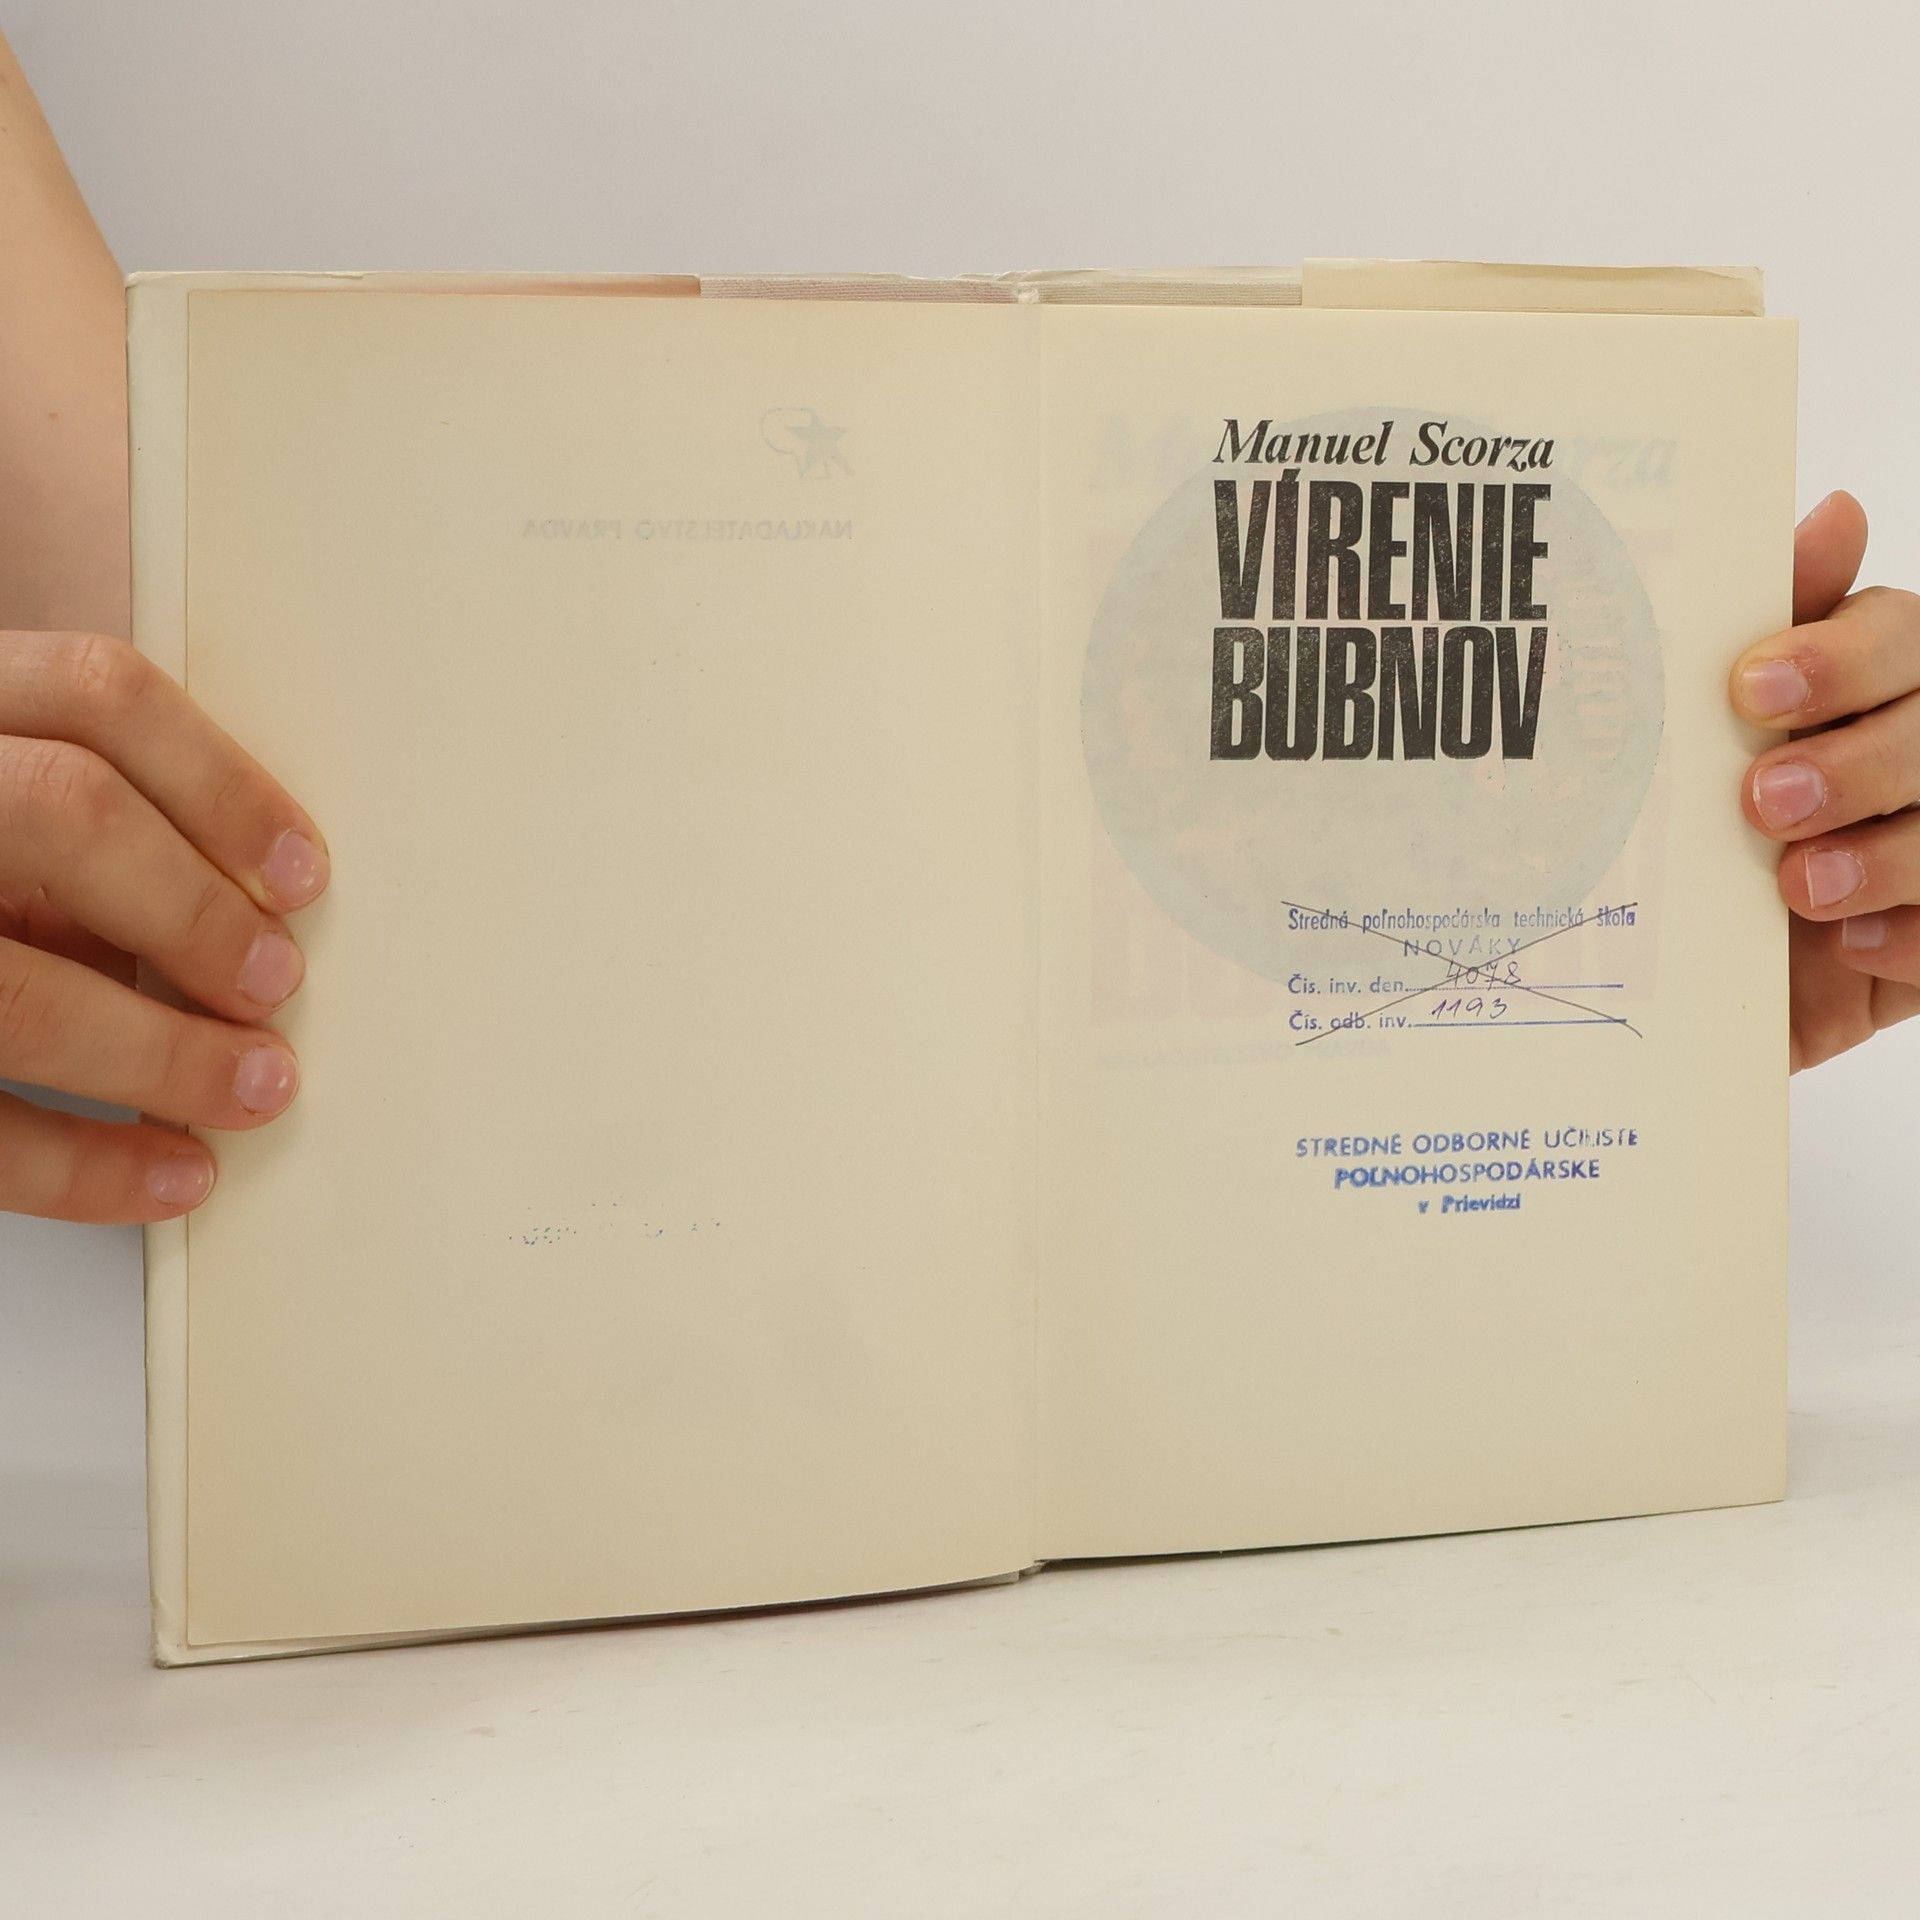 NAKLADATEĽSTVO PRAVDA
Manuel Scorza
VÍRENIE
BUBNOV
Stredná poľnohospodárska technická škola
NOVÁKY
Čis. inv. den. 4078
Čís. odb. inv. 1193
STREDNÉ ODBORNÉ UČILIŠTE
POĽNOHOSPODÁRSKE
v Prievidzi